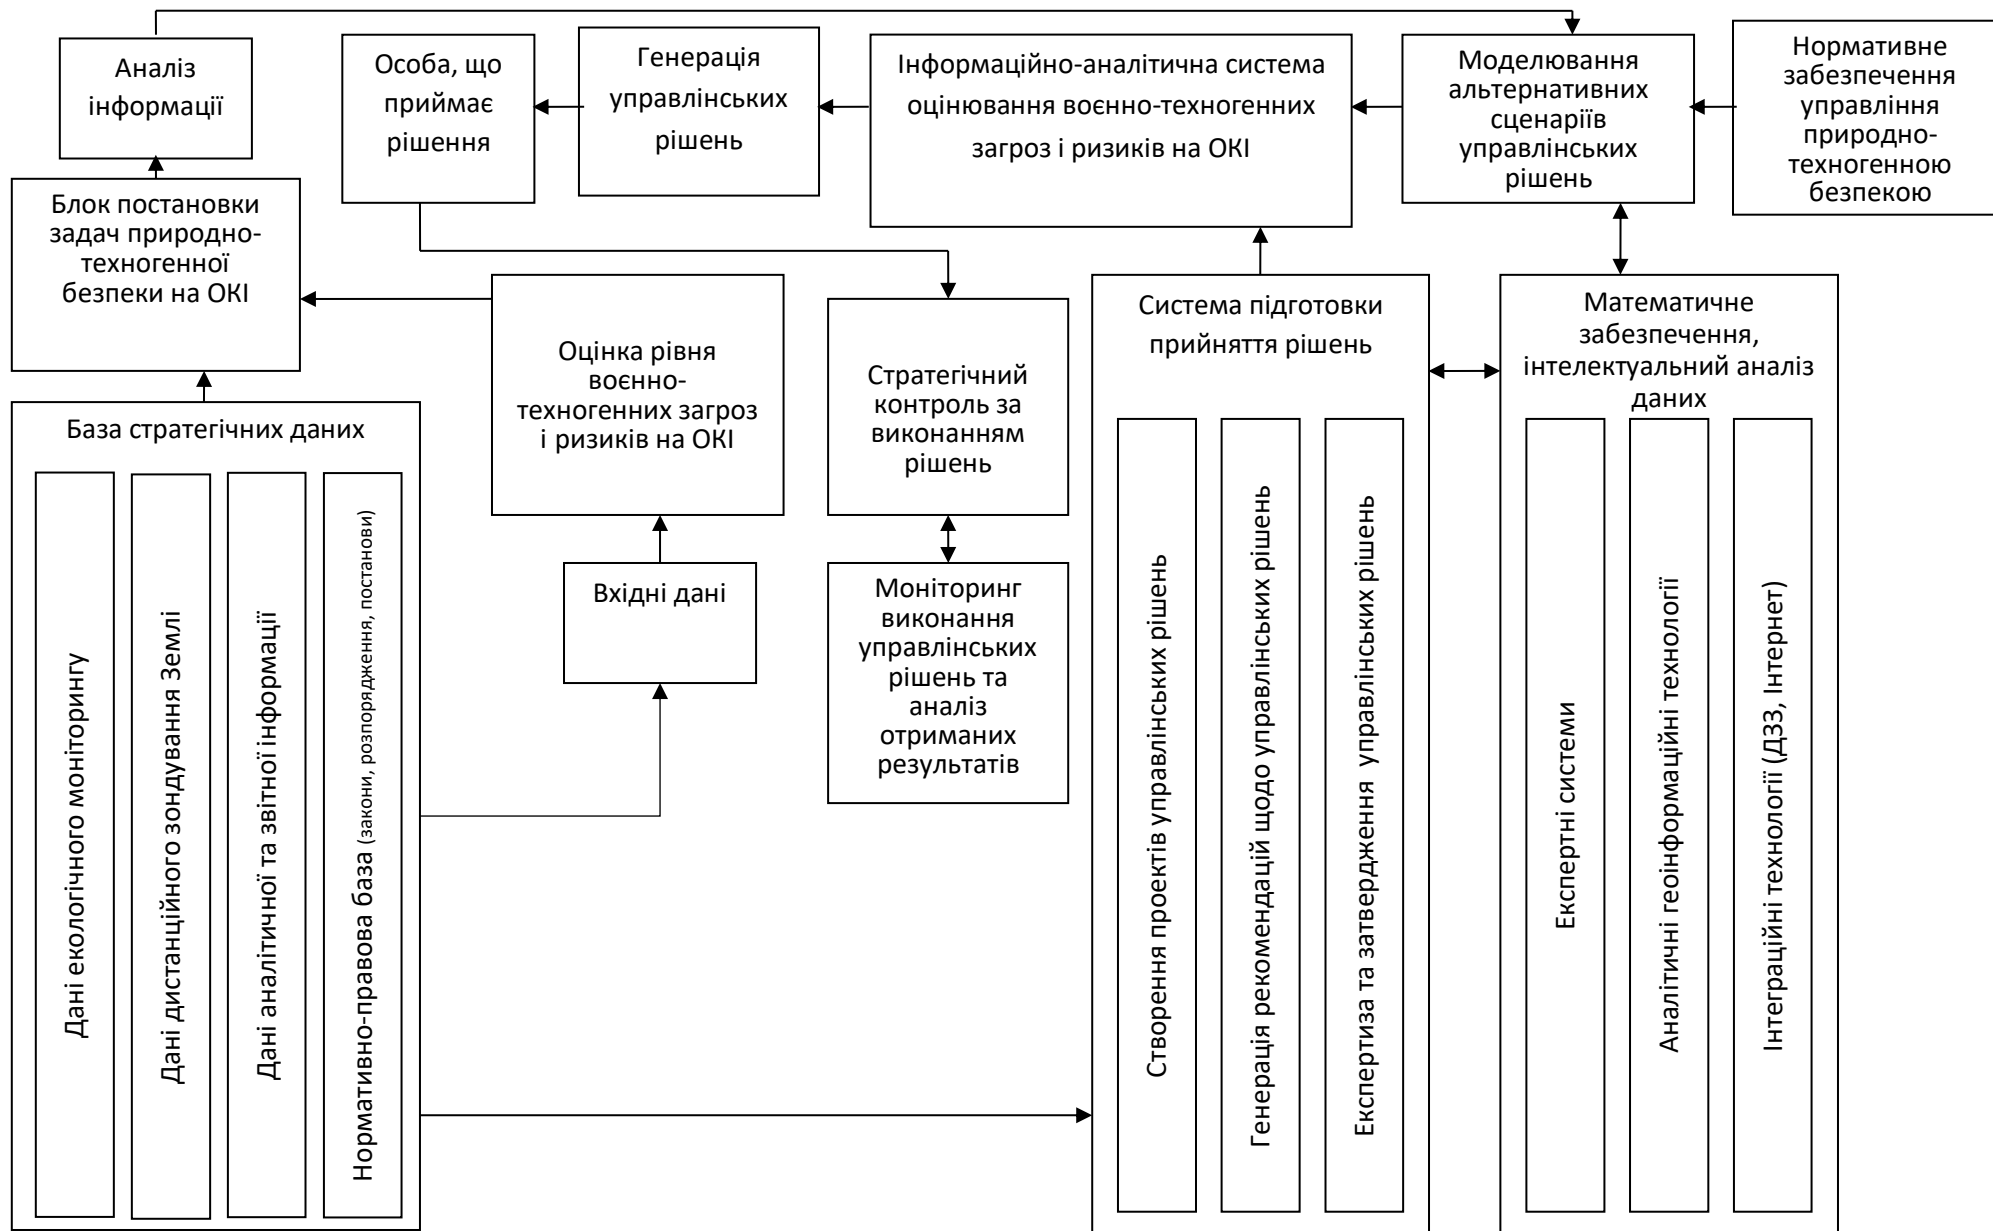 Аналіз
інформації
Особа, що
приймає
рішення
Генерація
управлінських
рішень
Інформаційно-аналітична система
оцінювання воєнно-техногенних
загроз і ризиків на ОКІ
Моделювання
альтернативних
сценаріїв
управлінських
рішень
Нормативне
забезпечення
управління
природно-
техногенною
безпекою
Блок постановки
задач природно-
техногенної
безпеки на ОКІ
Оцінка рівня
воєнно-
техногенних загроз
і ризиків на ОКІ
Стратегічний
контроль за
виконанням
рішень
Система підготовки
прийняття рішень
Математичне
забезпечення,
інтелектуальний аналіз
даних
База стратегічних даних
Дані екологічного моніторингу
Дані дистанційного зондування Землі
Дані аналітичної та звітної інформації
Нормативно-правова база (закони, розпорядження, постанови)
Вхідні дані
Моніторинг
виконання
управлінських
рішень та
аналіз
отриманих
результатів
Створення проектів управлінських рішень
Генерація рекомендацій щодо управлінських рішень
Експертиза та затвердження  управлінських рішень
Експертні системи
Аналітичні геоінформаційні технології
Інтеграційні технології (ДЗЗ, Інтернет)